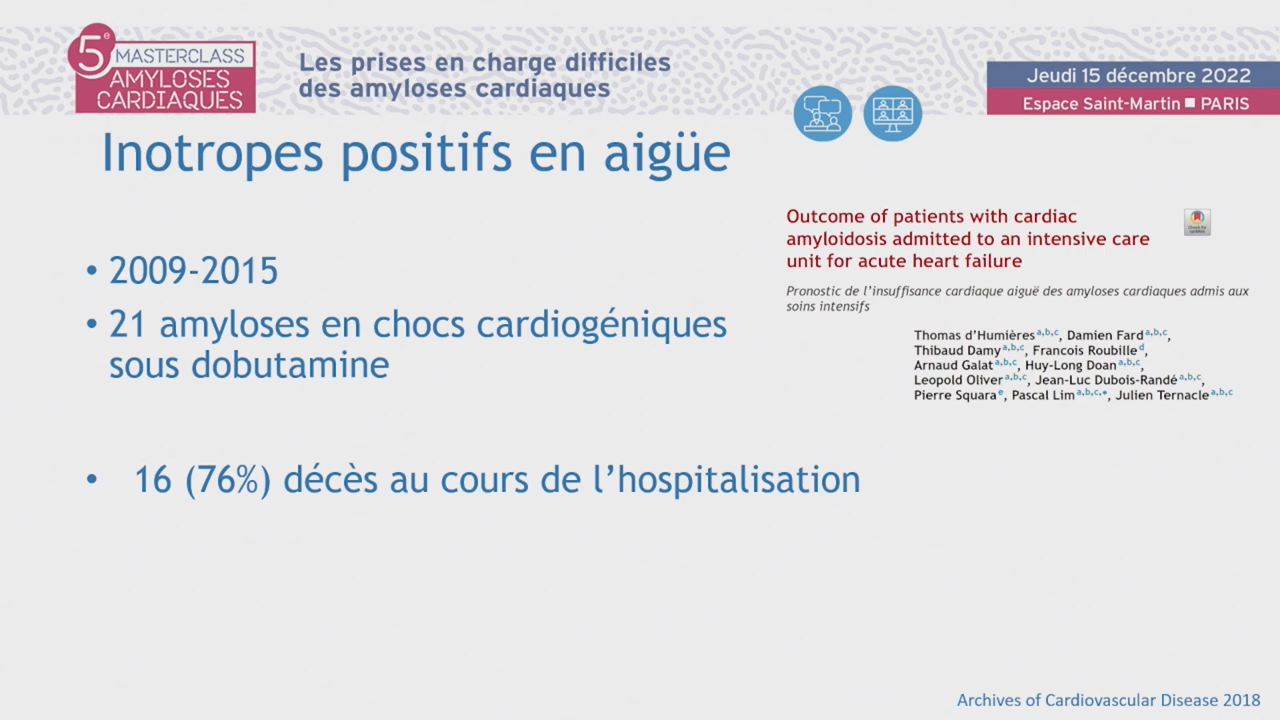 5e MASTERCLASS
AMYLOSES
CARDIAQUES
Les prises en charge difficiles
des amyloses cardiaques
Jeudi 15 décembre 2022
Espace Saint-Martin ■ PARIS
Inotropes positifs en aigüe
Outcome of patients with cardiac
amyloidosis admitted to an intensive care
unit for acute heart failure
Check for
updates
Pronostic de l'insuffisance cardiaque aiguë des amyloses cardiaques admis aux
soins intensifs
Thomas d'Humières a,b,c, Damien Fard a,b,c,
Thibaud Damy a,b,c, Francois Roubille d,
Arnaud Galat a,b,c, Huy-Long Doan a,b,c,
Leopold Oliver a,b,c, Jean-Luc Dubois-Randé a,b,c,
Pierre Squara e, Pascal Lim a,b,c,*, Julien Ternacle a,b,c
• 2009-2015
• 21 amyloses en chocs cardiogéniques
sous dobutamine
• 16 (76%) décès au cours de l'hospitalisation
Archives of Cardiovascular Disease 2018